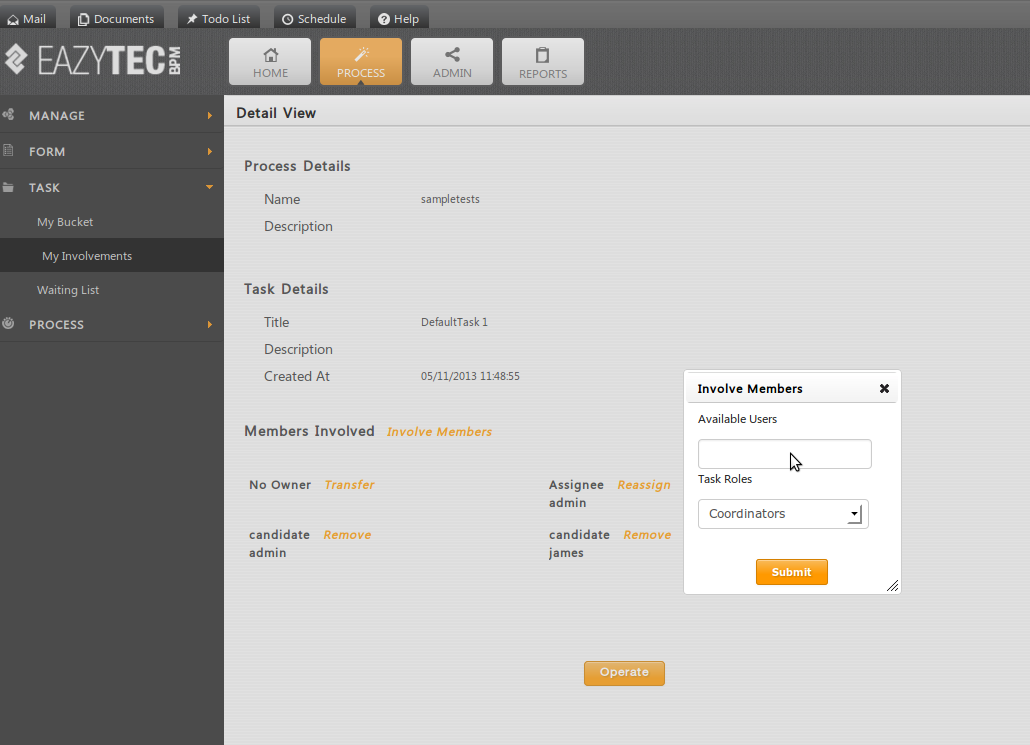 Mail Documents Todo List Schedule Help
EAZYTEC BPM
HOME PROCESS ADMIN REPORTS
MANAGE
FORM
TASK
My Bucket
My Involvements
Waiting List
PROCESS
Detail View
Process Details
Name sampletests
Description
Task Details
Title DefaultTask 1
Description
Created At 05/11/2013 11:48:55
Members Involved Involve Members
No Owner Transfer Assignee Reassign
admin
candidate Remove candidate Remove
admin james
Operate
Involve Members
Available Users
Task Roles
Coordinators
Submit